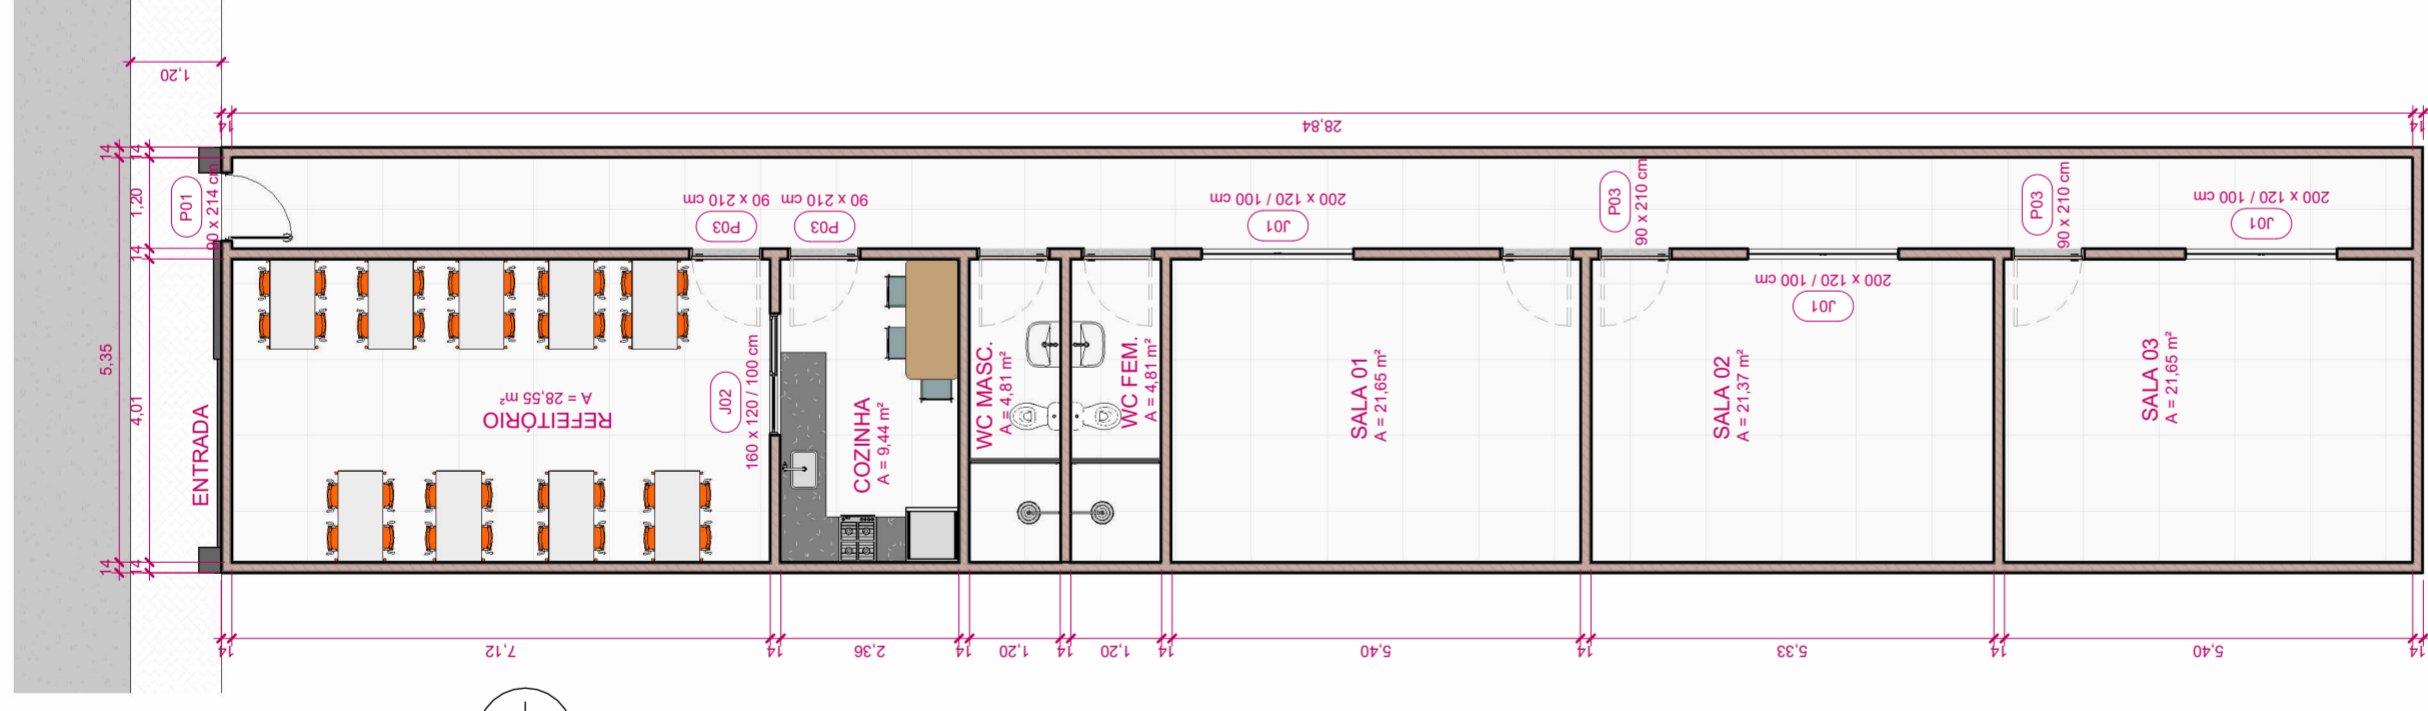 1,20
14
28,84
14
14
14
1,20
14
5,35
4,01
14
14
P01
90 x 214 cm
ENTRADA
90 x 210 cm
P03
90 x 210 cm
P03
200 x 120 / 100 cm
J01
P03
90 x 210 cm
200 x 120 / 100 cm
J01
P03
90 x 210 cm
200 x 120 / 100 cm
J01
REFEITÓRIO
A = 28,55 m²
J02
160 x 120 / 100 cm
COZINHA
A = 9,44 m²
WC MASC.
A = 4,81 m²
WC FEM.
A = 4,81 m²
SALA 01
A = 21,65 m²
SALA 02
A = 21,37 m²
SALA 03
A = 21,65 m²
14
7,12
14
2,36
14
1,20
14
1,20
14
5,40
14
5,33
14
5,40
14